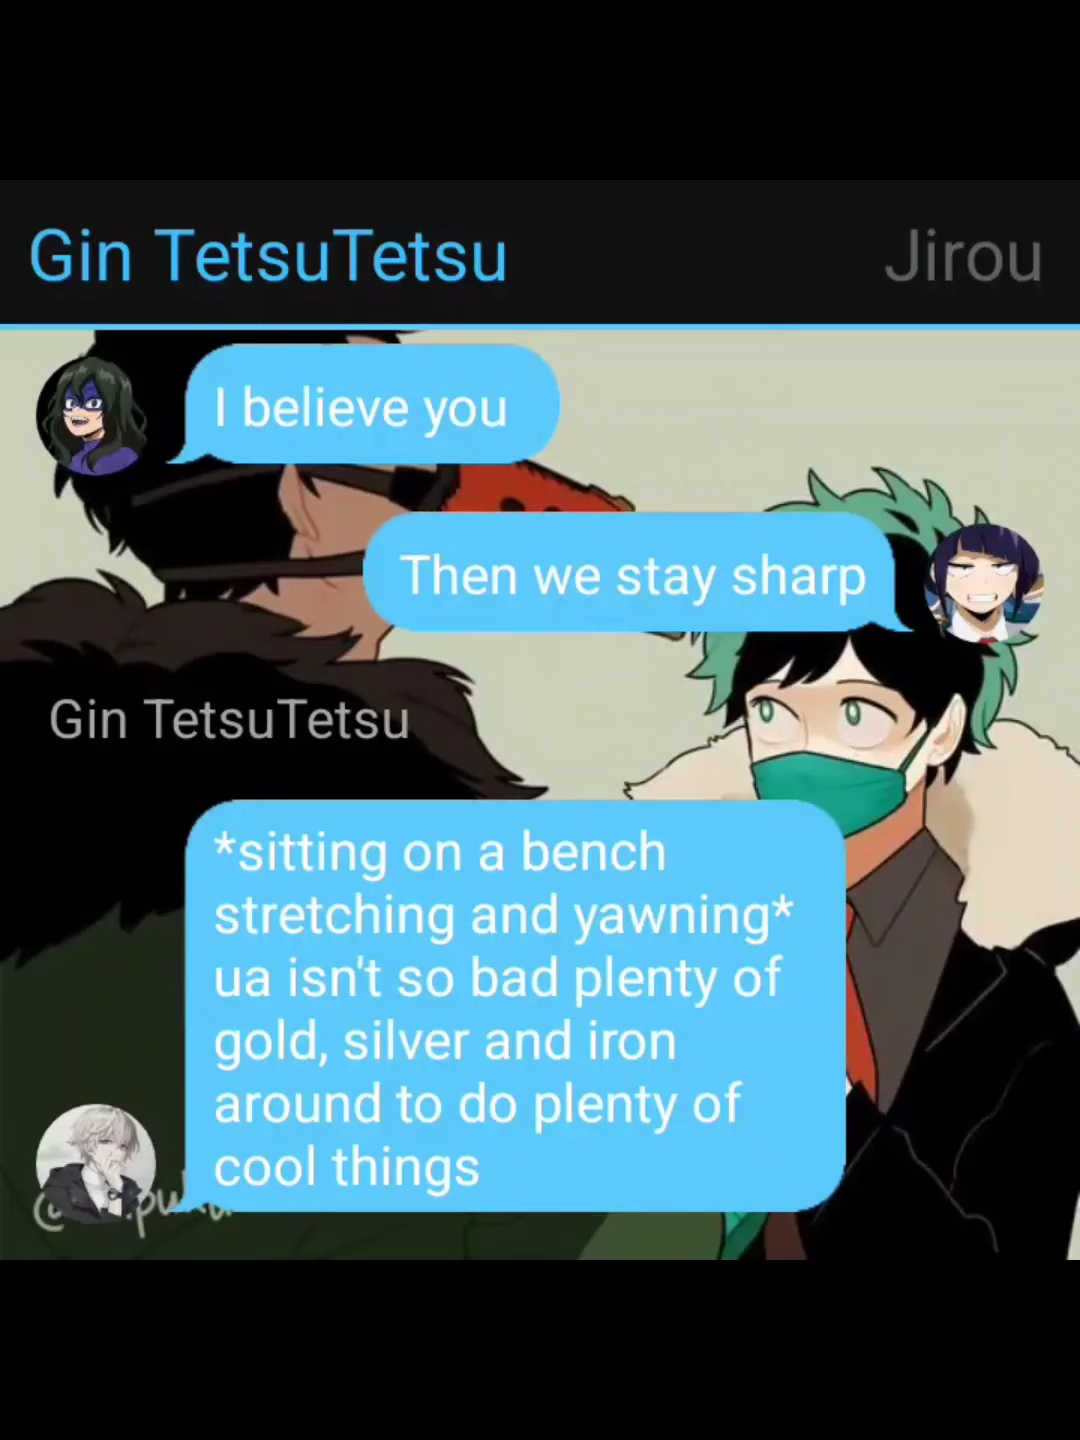 Gin TetsuTetsu
Jirou
I believe you
Then we stay sharp
Gin TetsuTetsu
*sitting on a bench
stretching and yawning*
ua isn't so bad plenty of
gold, silver and iron
around to do plenty of
cool things